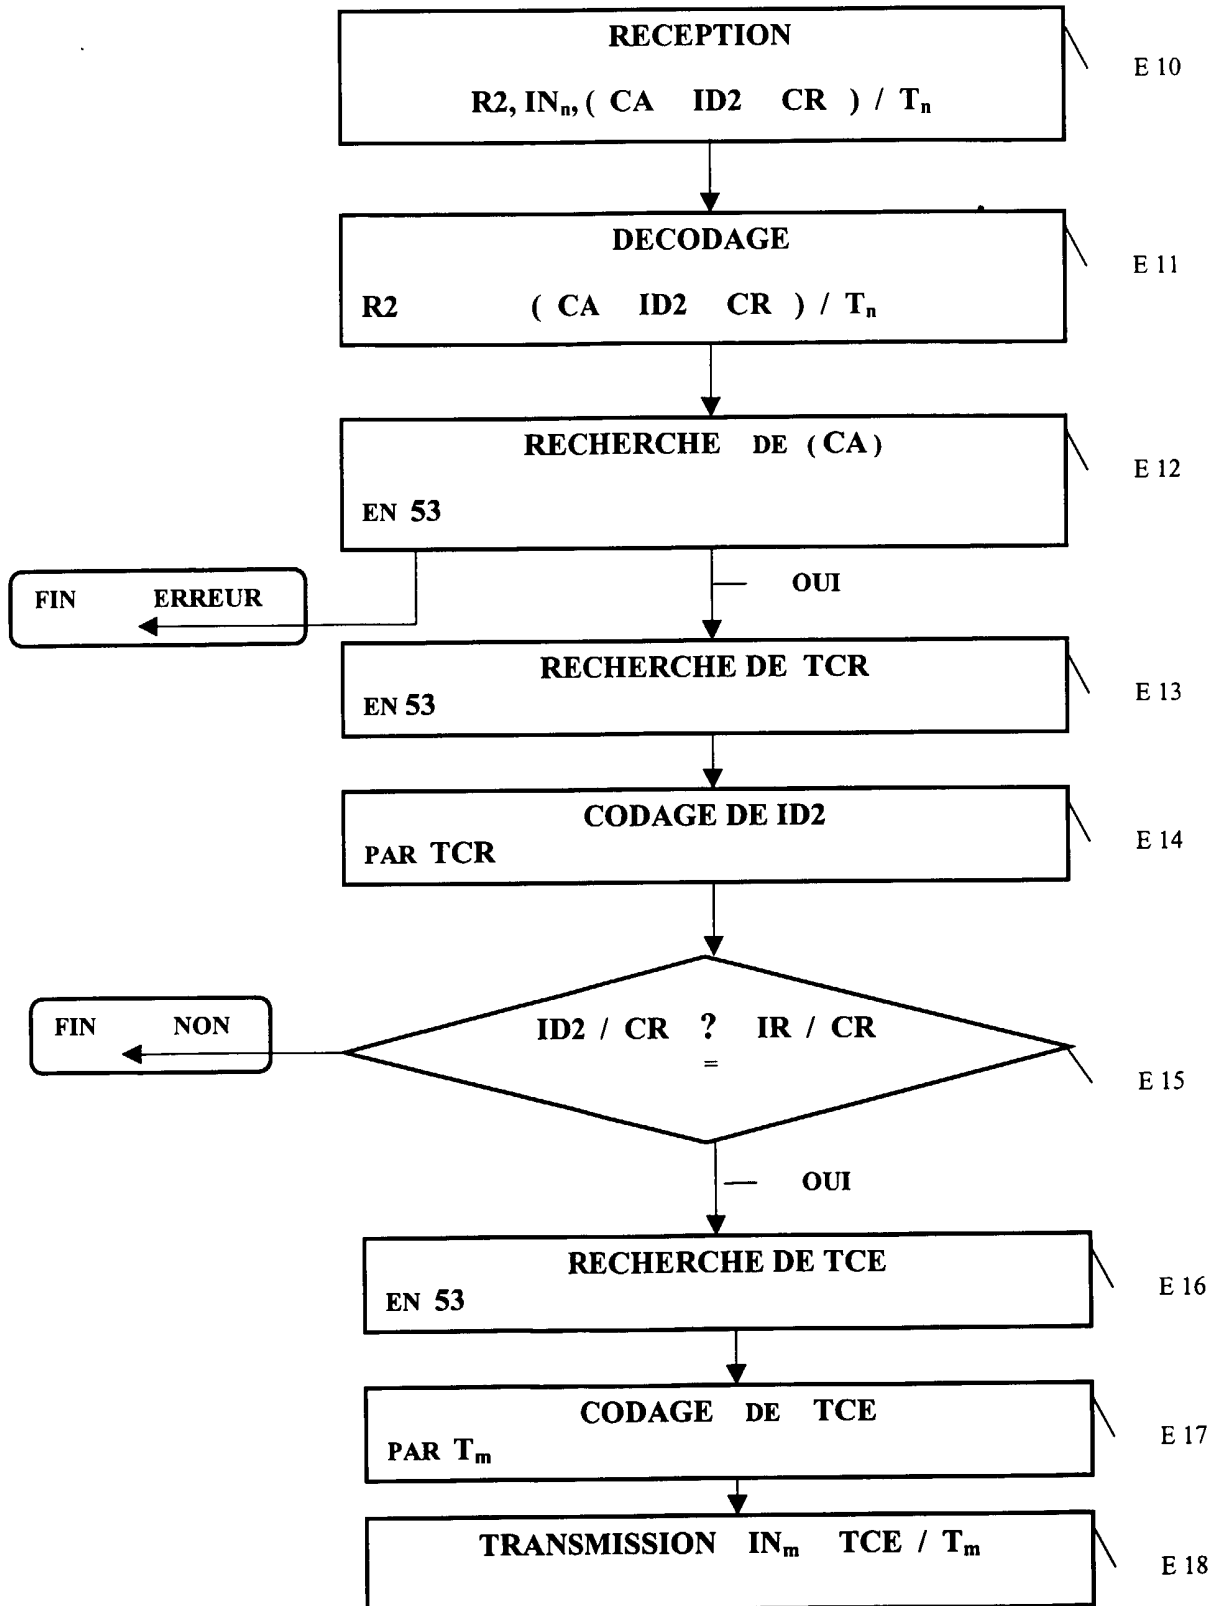 RECEPTION
R2, INn, ( CA ID2 CR ) / Tn
E 10
DECODAGE
R2 ( CA ID2 CR ) / Tn
E 11
RECHERCHE DE ( CA )
EN 53
E 12
OUI
FIN ERREUR
RECHERCHE DE TCR
EN 53
E 13
CODAGE DE ID2
PAR TCR
E 14
ID2 / CR ? IR / CR
=
FIN NON
E 15
OUI
RECHERCHE DE TCE
EN 53
E 16
CODAGE DE TCE
PAR Tm
E 17
TRANSMISSION INm TCE / Tm
E 18